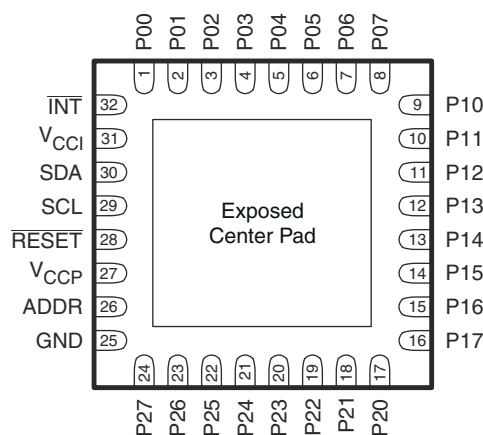 P00 P01 P02 P03 P04 P05 P06 P07
1 2 3 4 5 6 7 8
INT 32 9 P10
VCCI 31 10 P11
SDA 30 11 P12
SCL 29 12 P13
RESET 28 13 P14
VCCP 27 14 P15
ADDR 26 15 P16
GND 25 16 P17
Exposed
Center Pad
24 23 22 21 20 19 18 17
P27 P26 P25 P24 P23 P22 P21 P20